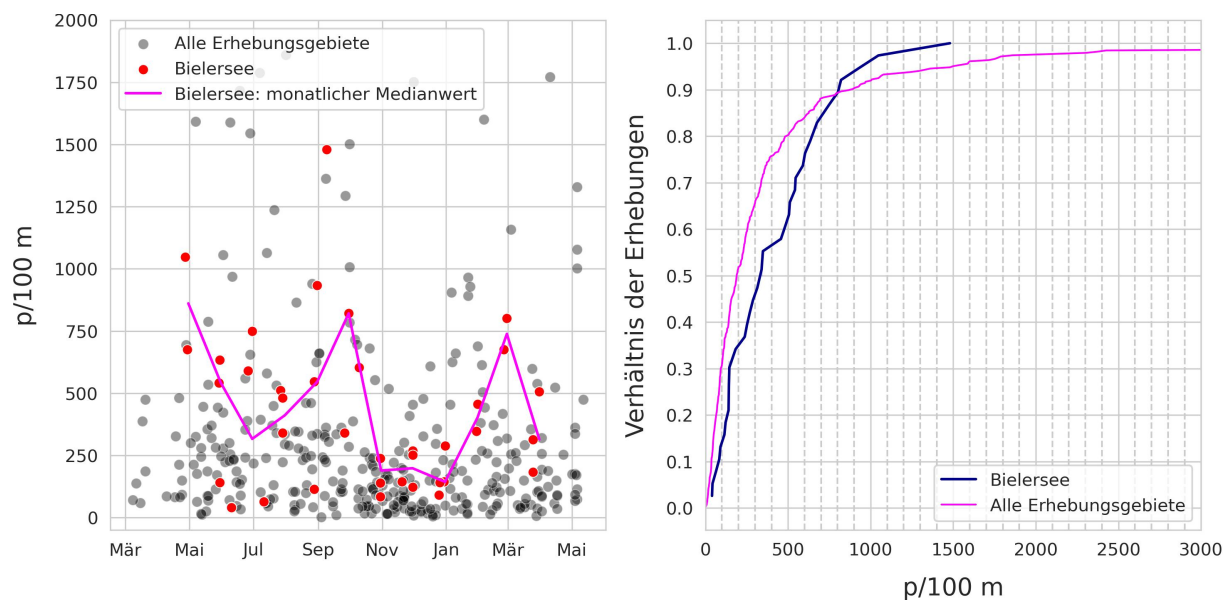 2000
1750
1500
1250
1000
750
500
250
0
p/100 m
Alle Erhebungsgebiete
Bielersee
Bielersee: monatlicher Medianwert
Mär Mai Jul Sep Nov Jan Mär Mai
1.0
0.9
0.8
0.7
0.6
0.5
0.4
0.3
0.2
0.1
0.0
Verhältnis der Erhebungen
Bielersee
Alle Erhebungsgebiete
0 500 1000 1500 2000 2500 3000
p/100 m